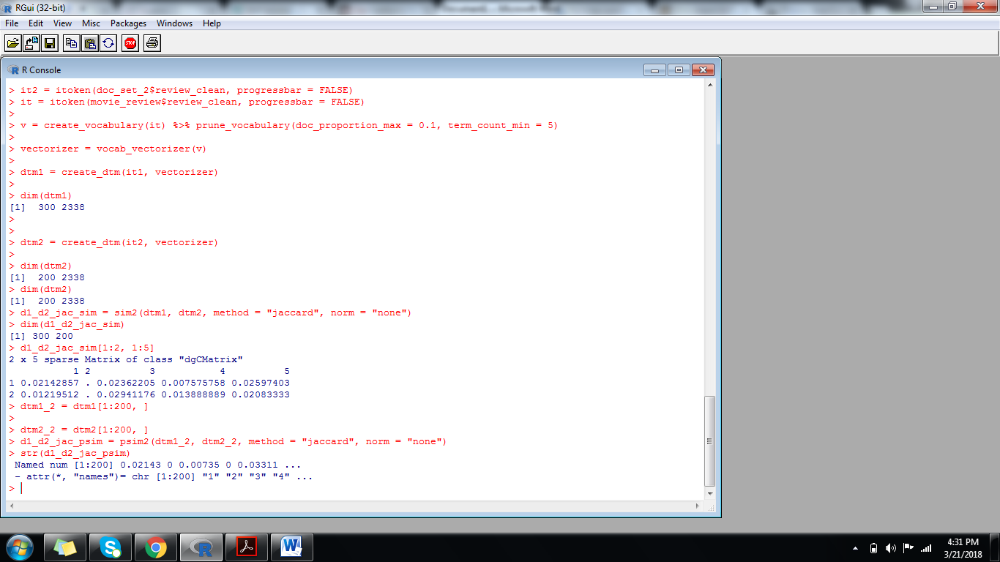 RGui (32-bit)
File Edit View Misc Packages Windows Help
STOP
R Console
> it2 = itoken(doc_set_2$review_clean, progressbar = FALSE)
> it = itoken(movie_review$review_clean, progressbar = FALSE)
>
> v = create_vocabulary(it) %>% prune_vocabulary(doc_proportion_max = 0.1, term_count_min = 5)
>
> vectorizer = vocab_vectorizer(v)
>
> dtm1 = create_dtm(it1, vectorizer)
>
> dim(dtm1)
[1]  300 2338
>
>
> dtm2 = create_dtm(it2, vectorizer)
>
> dim(dtm2)
[1]  200 2338
> dim(dtm2)
[1]  200 2338
> d1_d2_jac_sim = sim2(dtm1, dtm2, method = "jaccard", norm = "none")
> dim(d1_d2_jac_sim)
[1] 300 200
> d1_d2_jac_sim[1:2, 1:5]
2 x 5 sparse Matrix of class "dgCMatrix"
           1 2          3           4          5
1 0.02142857 . 0.02362205 0.007575758 0.02597403
2 0.01219512 . 0.02941176 0.013888889 0.02083333
> dtm1_2 = dtm1[1:200, ]
>
> dtm2_2 = dtm2[1:200, ]
> d1_d2_jac_psim = psim2(dtm1_2, dtm2_2, method = "jaccard", norm = "none")
> str(d1_d2_jac_psim)
 Named num [1:200] 0.02143 0 0.00735 0 0.03311 ...
 - attr(*, "names")= chr [1:200] "1" "2" "3" "4" ...
>
4:31 PM
3/21/2018